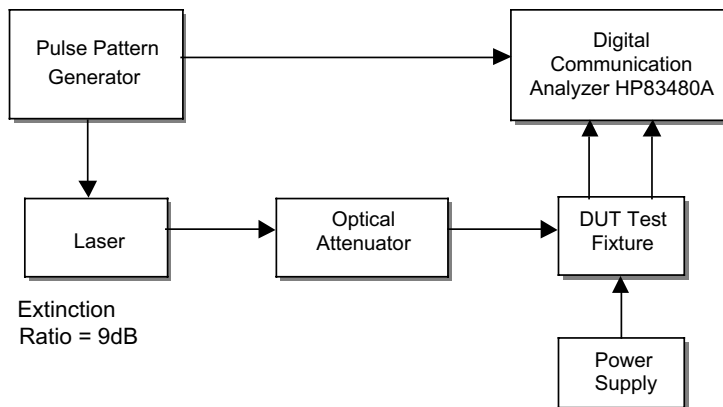 Pulse Pattern
Generator
Digital
Communication
Analyzer HP83480A
Laser
Optical
Attenuator
DUT Test
Fixture
Extinction
Ratio = 9dB
Power
Supply